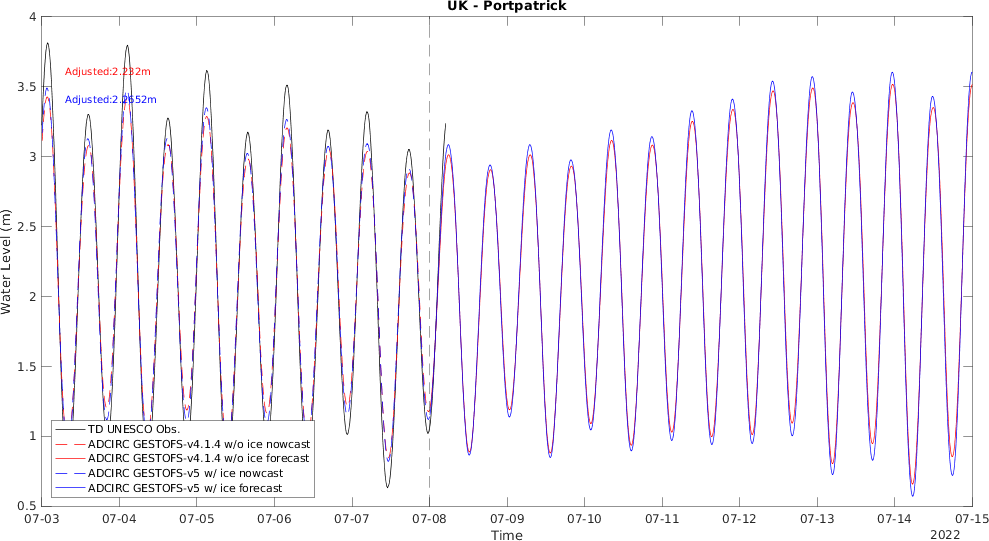 UK - Portpatrick
4
3.5
3
2.5
2
1.5
1
0.5
Water Level (m)
Adjusted:2.232m
Adjusted:2.2652m
TD UNESCO Obs.
ADCIRC GESTOFS-v4.1.4 w/o ice nowcast
ADCIRC GESTOFS-v4.1.4 w/o ice forecast
ADCIRC GESTOFS-v5 w/ ice nowcast
ADCIRC GESTOFS-v5 w/ ice forecast
07-03 07-04 07-05 07-06 07-07 07-08 07-09 07-10 07-11 07-12 07-13 07-14 07-15
Time
2022